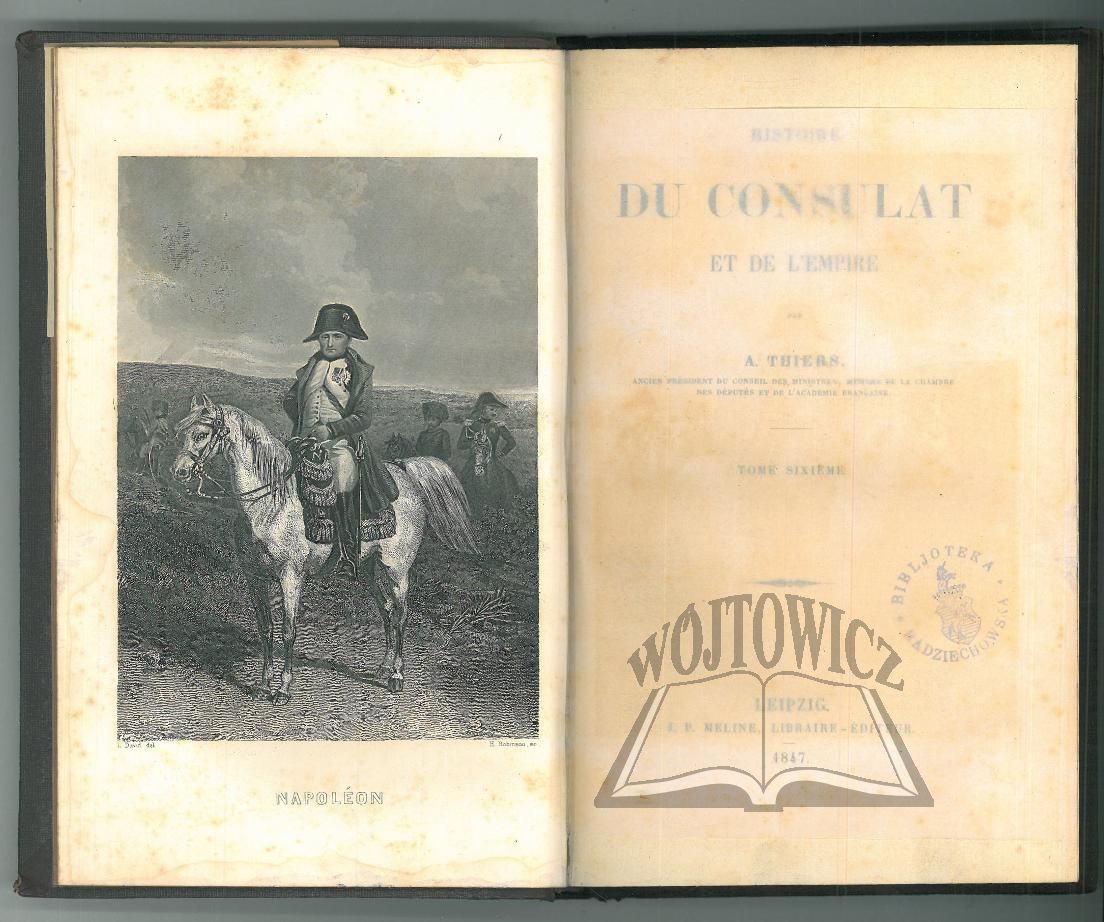 I. David del
H. Robinson, sc
NAPOLÉON
HISTOIRE
DU CONSULAT
ET DE L'EMPIRE
PAR
A. THIERS,
ANCIEN PRÉSIDENT DU CONSEIL DES MINISTRES, MEMBRE DE LA CHAMBRE
DES DÉPUTÉS ET DE L'ACADÉMIE FRANÇAISE.
TOME SIXIÈME
BIBLJOTEKA
RADZIECHOWSKA
WÓJTOWICZ
LEIPZIG.
J. P. MELINE, LIBRAIRE-ÉDITEUR.
1847.